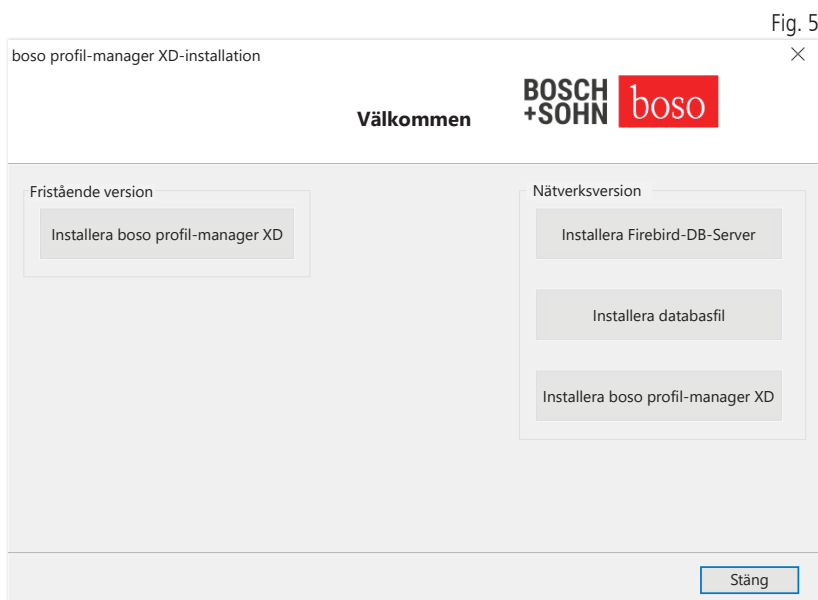 Fig. 5
boso profil-manager XD-installation
Välkommen
BOSCH
+SOHN
boso
Fristående version
Installera boso profil-manager XD
Nätverksversion
Installera Firebird-DB-Server
Installera databasfil
Installera boso profil-manager XD
Stäng